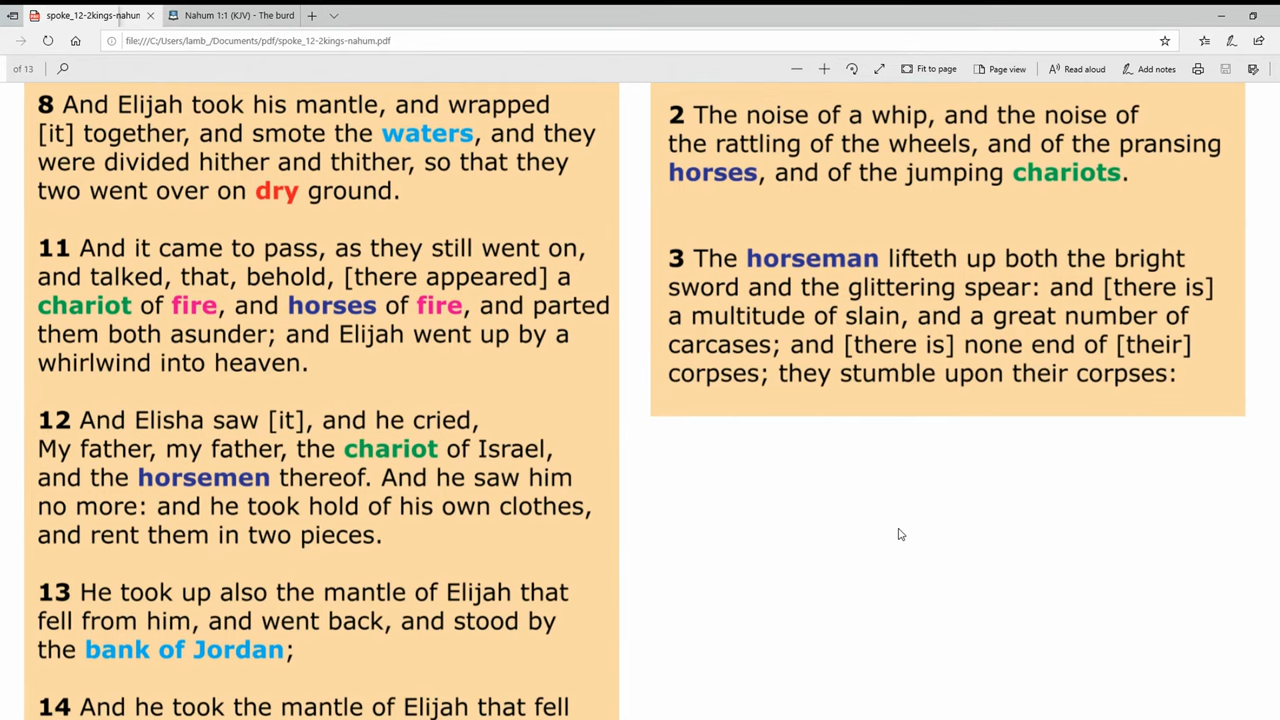 spoke_12-2kings-nahum
Nahum 1:1 (KJV) - The burd
file:///C:/Users/lamb_/Documents/pdf/spoke_12-2kings-nahum.pdf
of 13
Fit to page
Page view
Read aloud
Add notes
8 And Elijah took his mantle, and wrapped
[it] together, and smote the waters, and they
were divided hither and thither, so that they
two went over on dry ground.
11 And it came to pass, as they still went on,
and talked, that, behold, [there appeared] a
chariot of fire, and horses of fire, and parted
them both asunder; and Elijah went up by a
whirlwind into heaven.
12 And Elisha saw [it], and he cried,
My father, my father, the chariot of Israel,
and the horsemen thereof. And he saw him
no more: and he took hold of his own clothes,
and rent them in two pieces.
13 He took up also the mantle of Elijah that
fell from him, and went back, and stood by
the bank of Jordan;
14 And he took the mantle of Elijah that fell
2 The noise of a whip, and the noise of
the rattling of the wheels, and of the pransing
horses, and of the jumping chariots.
3 The horseman lifteth up both the bright
sword and the glittering spear: and [there is]
a multitude of slain, and a great number of
carcases; and [there is] none end of [their]
corpses; they stumble upon their corpses: